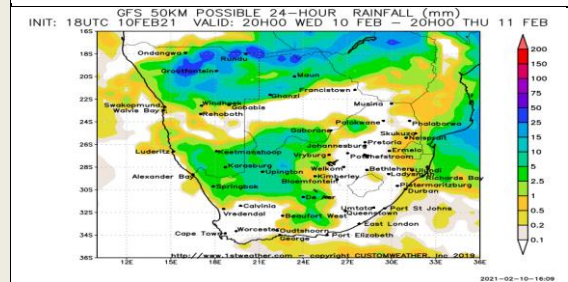 GFS 50KM POSSIBLE 24-HOUR RAINFALL (mm)
INIT: 18UTC 10FEB21 VALID: 20H00 WED 10 FEB - 20H00 THU 11 FEB
16S
Ondangwa
Rundu
18S
Grootfontein
20S
Maun
Francistown
Ghanzi
22S
Swakopmund
Windhoek
Gobabis
Musina
Walvis Bay
Rehoboth
24S
Polokwane
Phalaborwa
Gaborone
Skukuza
Nelspruit
26S
Luderitz
Keetmanshoop
Johannesburg
Pretoria
Ermelo
Vryburg
Potchefstroom
Karasburg
28S
Upington
Welkom
Bethlehem
Ulundi
Alexander Bay
Kimberley
Ladysmith
Richards Bay
Bloemfontein
Springbok
Pietermaritzburg
30S
De Aar
Durban
Calvinia
Umtata
Port St Johns
32S
Vredendal
Beaufort West
Queenstown
East London
Cape Town
Worcester
Oudtshoorn
34S
George
Port Elizabeth
http://www.1stweather.com - copyright CUSTOMWEATHER, inc 2019
36S
12E 15E 18E 21E 24E 27E 30E 33E 36E
200
150
100
75
50
25
15
10
5
2.5
1
0.5
0.2
0.1
2021-02-10-16:09